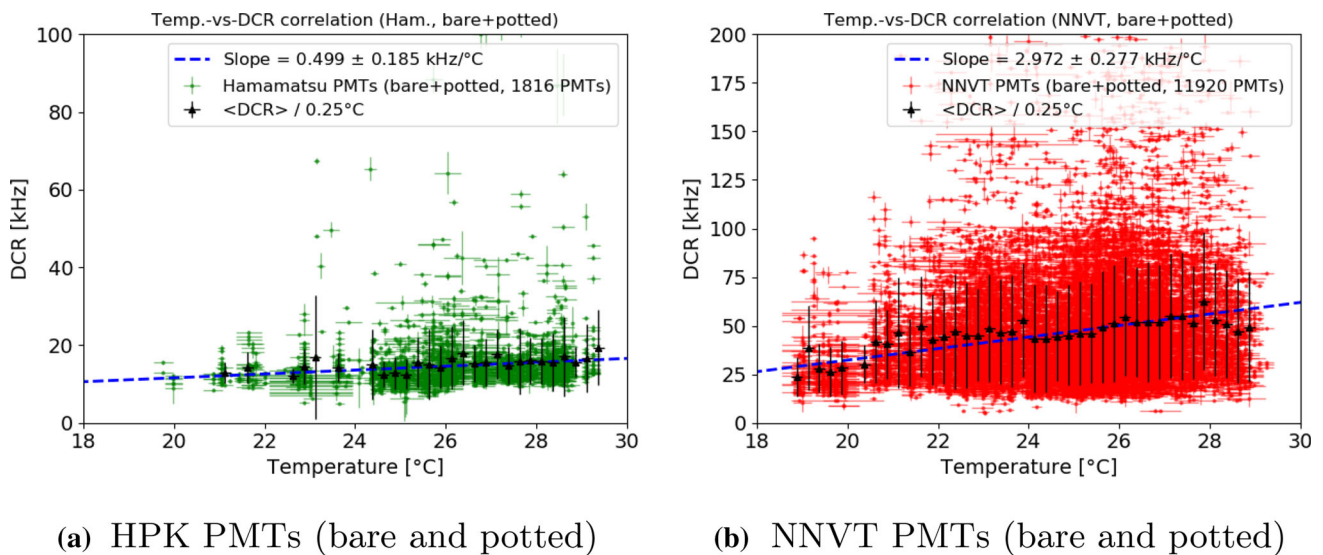 Temp.-vs-DCR correlation (Ham., bare+potted)
Slope = 0.499 ± 0.185 kHz/°C
Hamamatsu PMTs (bare+potted, 1816 PMTs)
<DCR> / 0.25°C
DCR [kHz]
100
80
60
40
20
0
18 20 22 24 26 28 30
Temperature [°C]
(a) HPK PMTs (bare and potted)
Temp.-vs-DCR correlation (NNVT, bare+potted)
Slope = 2.972 ± 0.277 kHz/°C
NNVT PMTs (bare+potted, 11920 PMTs)
<DCR> / 0.25°C
DCR [kHz]
200
175
150
125
100
75
50
25
0
18 20 22 24 26 28 30
Temperature [°C]
(b) NNVT PMTs (bare and potted)